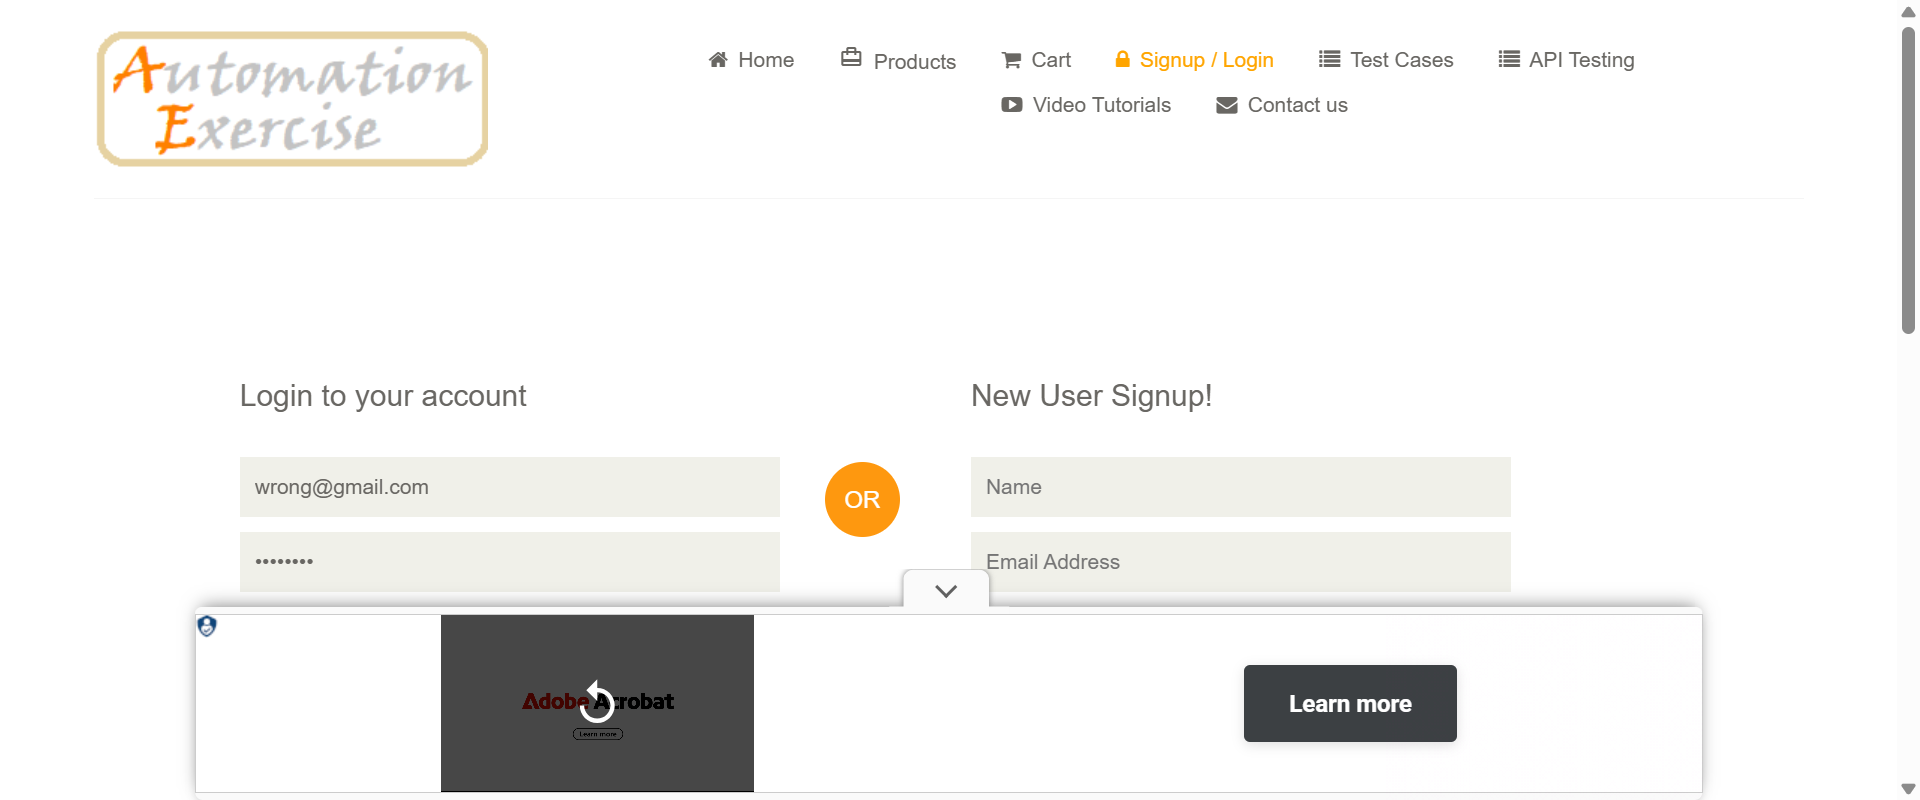 Automation
Exercise
Home
Products
Cart
Signup / Login
Test Cases
API Testing
Video Tutorials
Contact us
Login to your account
New User Signup!
wrong@gmail.com
OR
Name
••••••••
Email Address
Adobe Acrobat
Learn more
Learn more